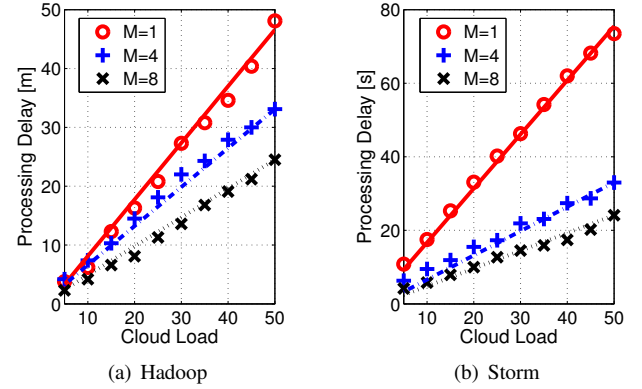 50
40
30
20
10
0
10 20 30 40 50
Processing Delay [m]
Cloud Load
M=1
M=4
M=8
(a) Hadoop
80
60
40
20
0
10 20 30 40 50
Processing Delay [s]
Cloud Load
M=1
M=4
M=8
(b) Storm